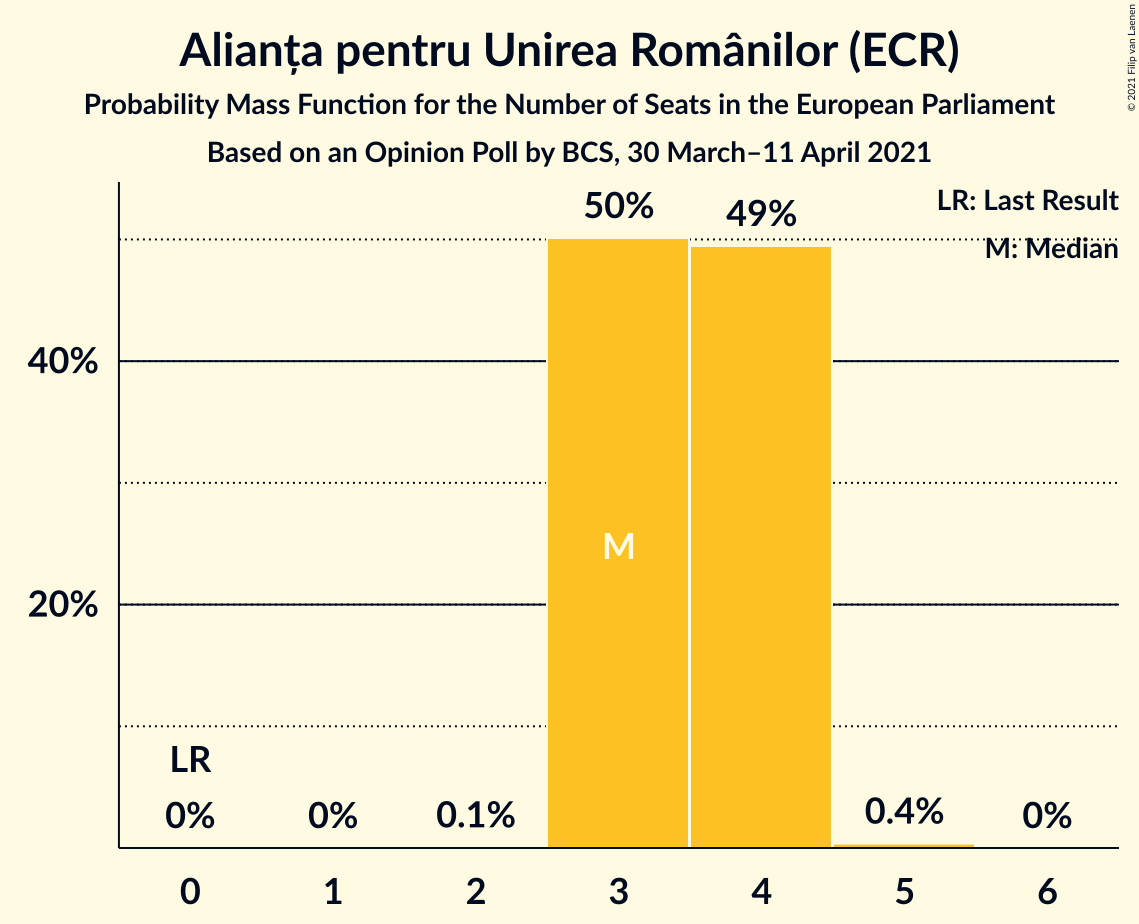 Alianța pentru Unirea Românilor (ECR)
Probability Mass Function for the Number of Seats in the European Parliament
Based on an Opinion Poll by BCS, 30 March–11 April 2021
© 2021 Filip van Laenen
LR: Last Result
M: Median
50%
49%
40%
M
20%
LR
0%
0%
0.1%
0.4%
0%
0 1 2 3 4 5 6